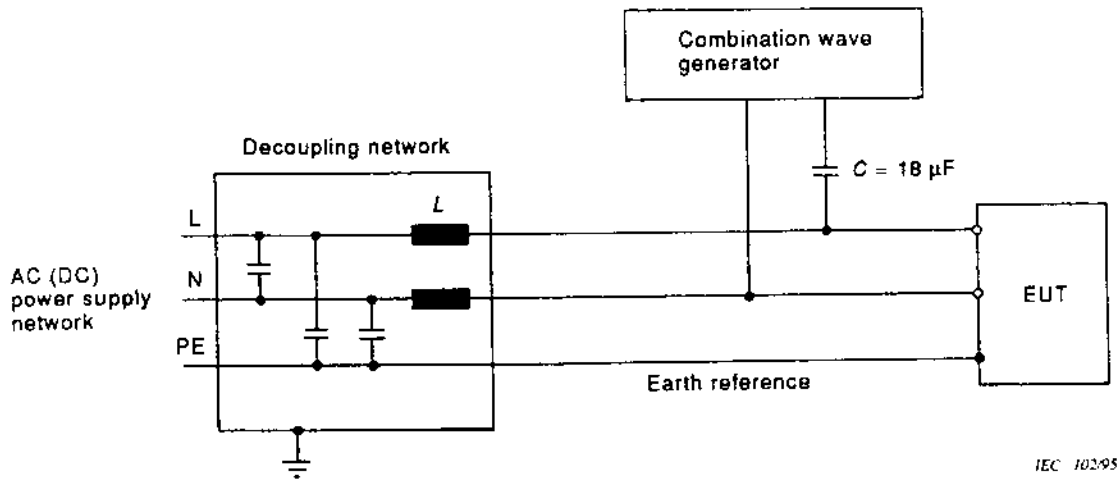 Combination wave
generator
Decoupling network
C = 18 µF
L
L
AC (DC)
power supply
network
N
EUT
PE
Earth reference
IEC 102/95